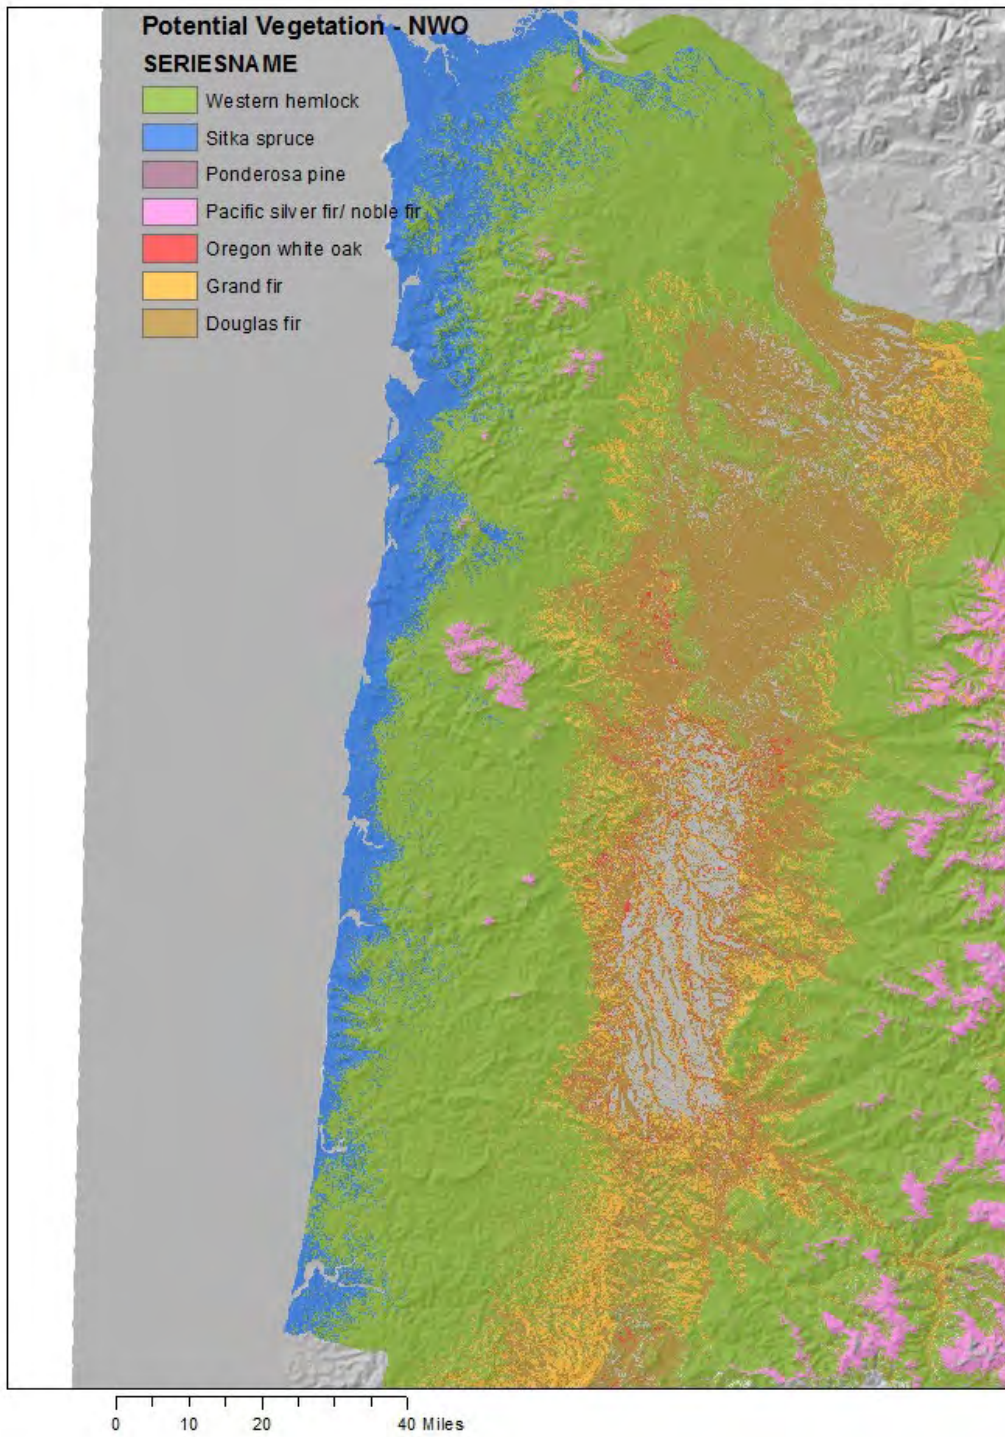 Potential Vegetation - NWO
SERIESNAME
Western hemlock
Sitka spruce
Ponderosa pine
Pacific silver fir/ noble fir
Oregon white oak
Grand fir
Douglas fir
0 10 20 40 Miles